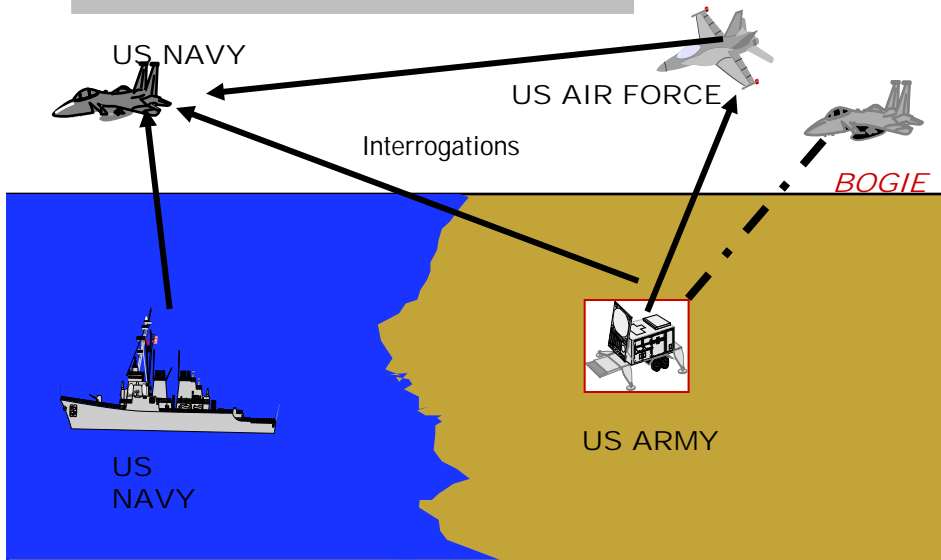 US NAVY
US AIR FORCE
Interrogations
BOGIE
US ARMY
US
NAVY